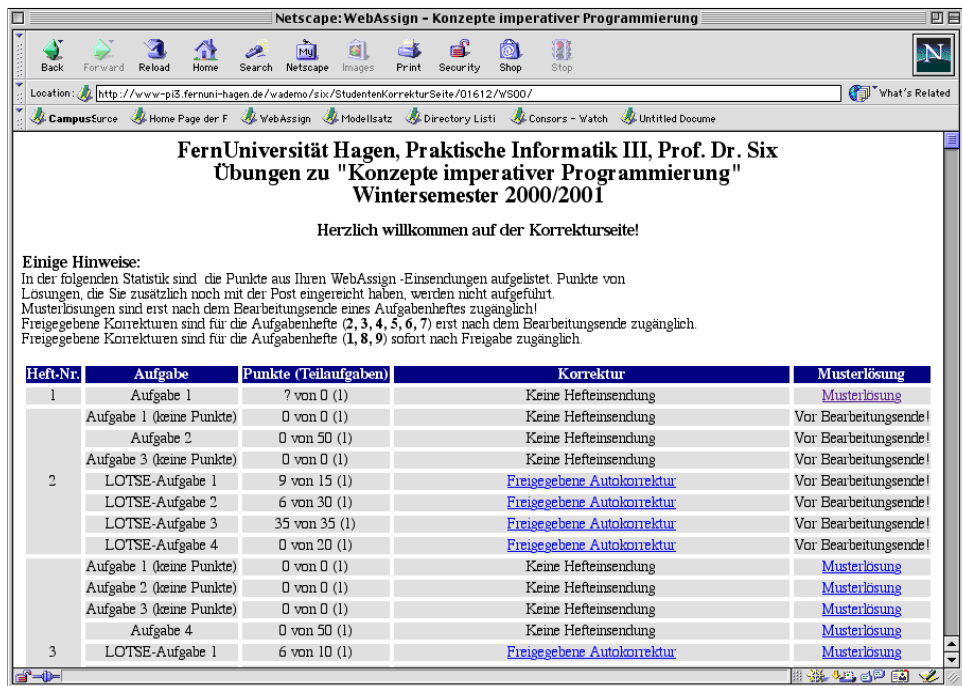 Netscape: WebAssign - Konzepte imperativer Programmierung
Back Forward Reload Home Search Netscape Images Print Security Shop Stop
My
N
Location: http://www-pi3.fernuni-hagen.de/wademo/six/StudentenKorrekturSeite/01612/WS00/ What's Related
CampusSurce Home Page der F WebAssign Modellsatz Directory Listi Consors - Watch Untitled Docume
FernUniversität Hagen, Praktische Informatik III, Prof. Dr. Six
Übungen zu "Konzepte imperativer Programmierung"
Wintersemester 2000/2001
Herzlich willkommen auf der Korrekturseite!
Einige Hinweise:
In der folgenden Statistik sind die Punkte aus Ihren WebAssign -Einsendungen aufgelistet. Punkte von
Lösungen, die Sie zusätzlich noch mit der Post eingereicht haben, werden nicht aufgeführt.
Musterlösungen sind erst nach dem Bearbeitungsende eines Aufgabenheftes zugänglich!
Freigegebene Korrekturen sind für die Aufgabenhefte (2, 3, 4, 5, 6, 7) erst nach dem Bearbeitungsende zugänglich.
Freigegebene Korrekturen sind für die Aufgabenhefte (1, 8, 9) sofort nach Freigabe zugänglich.
Heft-Nr. Aufgabe Punkte (Teilaufgaben) Korrektur Musterlösung
1 Aufgabe 1 ? von 0 (1) Keine Hefteinsendung Musterlösung
Aufgabe 1 (keine Punkte) 0 von 0 (1) Keine Hefteinsendung Vor Bearbeitungsende!
Aufgabe 2 0 von 50 (1) Keine Hefteinsendung Vor Bearbeitungsende!
Aufgabe 3 (keine Punkte) 0 von 0 (1) Keine Hefteinsendung Vor Bearbeitungsende!
2 LOTSE-Aufgabe 1 9 von 15 (1) Freigegebene Autokorrektur Vor Bearbeitungsende!
LOTSE-Aufgabe 2 6 von 30 (1) Freigegebene Autokorrektur Vor Bearbeitungsende!
LOTSE-Aufgabe 3 35 von 35 (1) Freigegebene Autokorrektur Vor Bearbeitungsende!
LOTSE-Aufgabe 4 0 von 20 (1) Freigegebene Autokorrektur Vor Bearbeitungsende!
Aufgabe 1 (keine Punkte) 0 von 0 (1) Keine Hefteinsendung Musterlösung
Aufgabe 2 (keine Punkte) 0 von 0 (1) Keine Hefteinsendung Musterlösung
Aufgabe 3 (keine Punkte) 0 von 0 (1) Keine Hefteinsendung Musterlösung
Aufgabe 4 0 von 50 (1) Keine Hefteinsendung Musterlösung
3 LOTSE-Aufgabe 1 6 von 10 (1) Freigegebene Autokorrektur Musterlösung